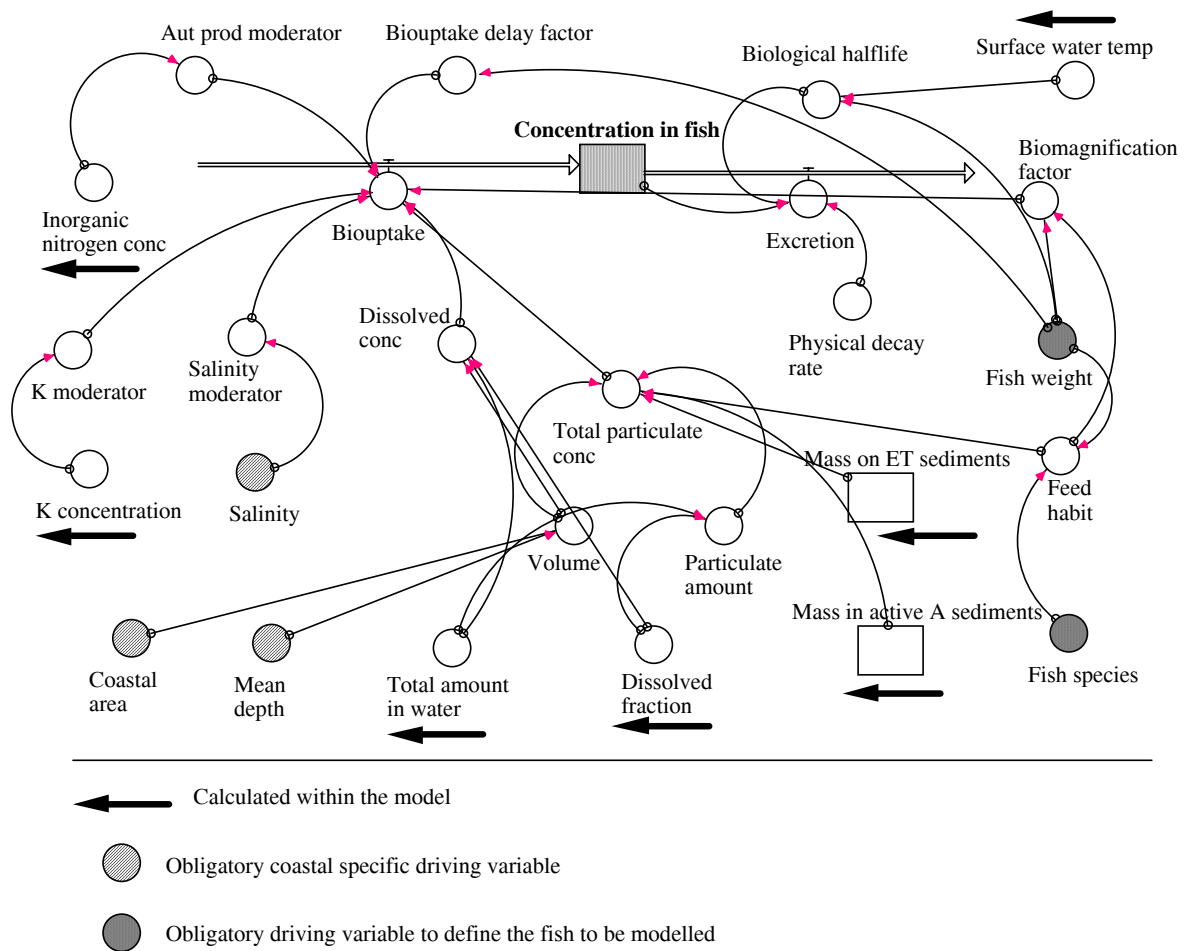 Aut prod moderator
Biouptake delay factor
Biological halflife
Surface water temp
Concentration in fish
Biomagnification
factor
Inorganic
nitrogen conc
Biouptake
Excretion
Dissolved
conc
Physical decay
rate
K moderator
Salinity
moderator
Fish weight
Total particulate
conc
Mass on ET sediments
Feed
habit
K concentration
Salinity
Volume
Particulate
amount
Mass in active A sediments
Coastal
area
Mean
depth
Total amount
in water
Dissolved
fraction
Fish species
Calculated within the model
Obligatory coastal specific driving variable
Obligatory driving variable to define the fish to be modelled